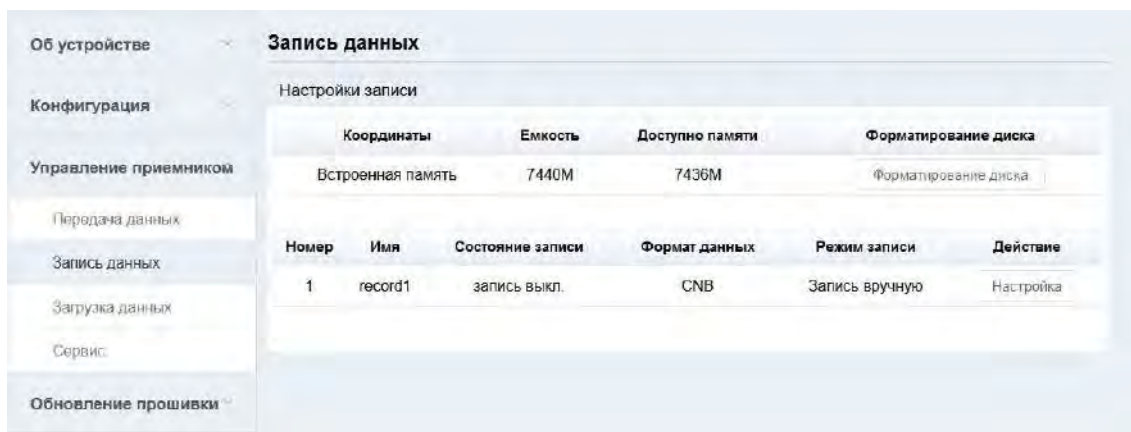 Об устройстве
Конфигурация
Управление приемником
Передача данных
Запись данных
Загрузка данных
Сервис
Обновление прошивки
Запись данных
Настройки записи
Координаты Емкость Доступно памяти Форматирование диска
Встроенная память 7440M 7436M Форматирование диска
Номер Имя Состояние записи Формат данных Режим записи Действие
1 record1 запись выкл. CNB Запись вручную Настройка